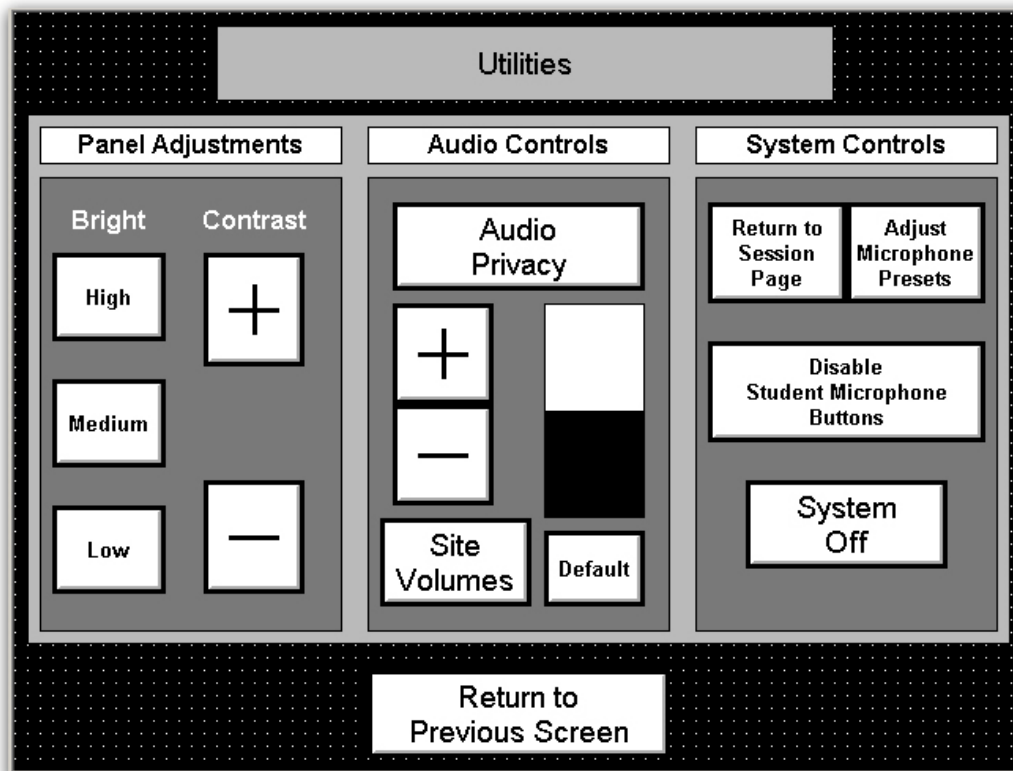 Utilities
Panel Adjustments
Bright
Contrast
High
+
Medium
Low
−
Audio Controls
Audio
Privacy
+
−
Site
Volumes
Default
System Controls
Return to
Session
Page
Adjust
Microphone
Presets
Disable
Student Microphone
Buttons
System
Off
Return to
Previous Screen